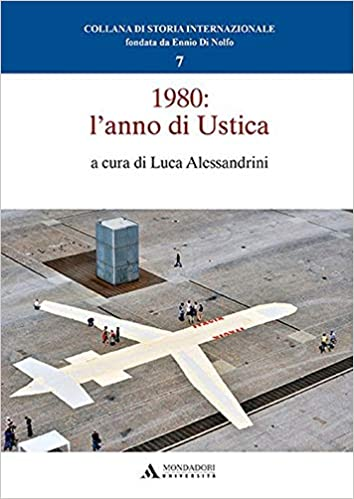 COLLANA DI STORIA INTERNAZIONALE
fondata da Ennio Di Nolfo
7
1980:
l'anno di Ustica
a cura di Luca Alessandrini
ITAVIA
MONDADORI
UNIVERSITÀ